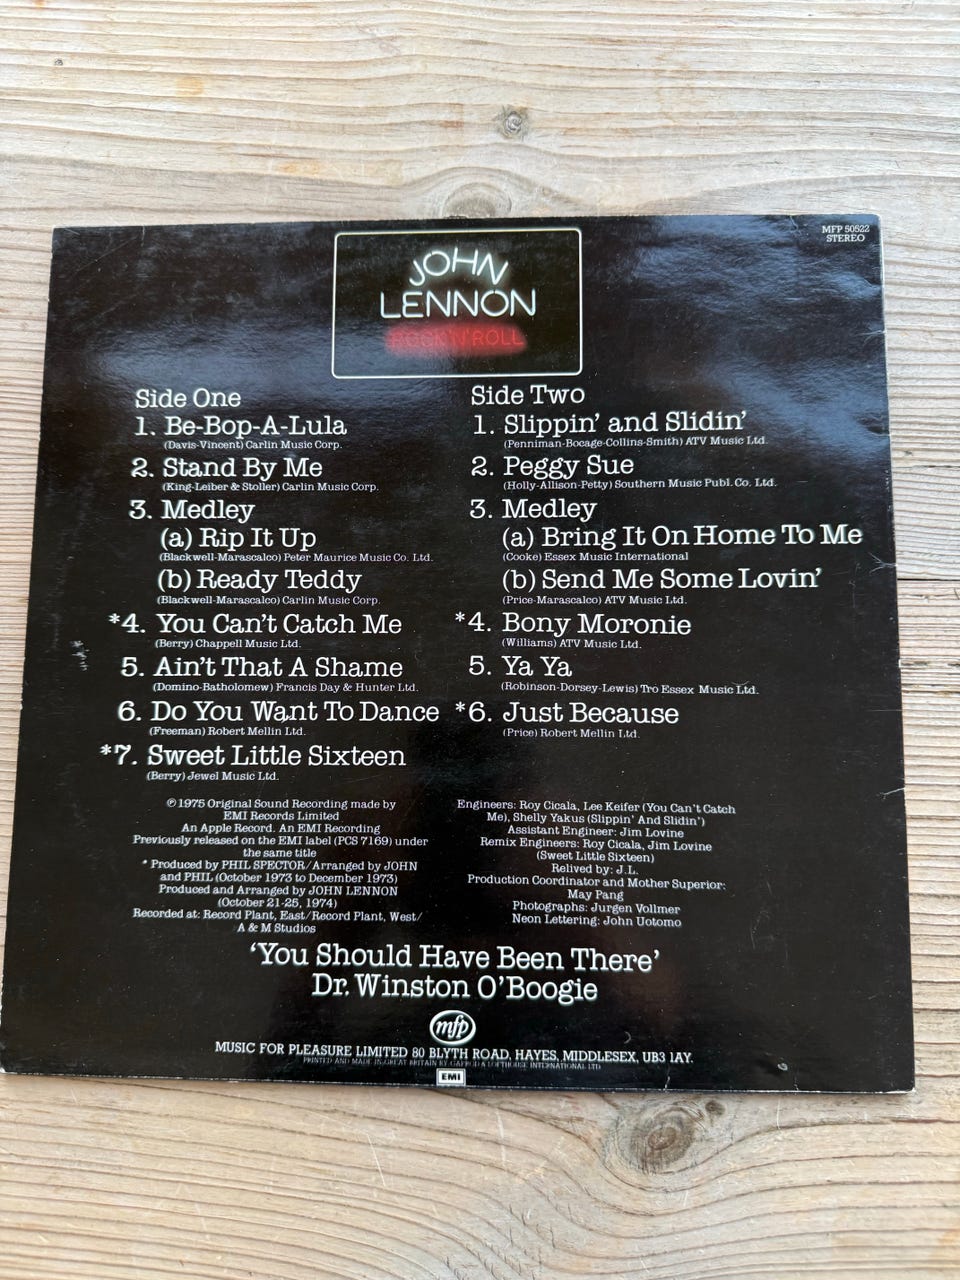 MFP 50522
STEREO
JOHN
LENNON
ROCK 'N' ROLL
Side One
1. Be-Bop-A-Lula
(Davis-Vincent) Carlin Music Corp.
2. Stand By Me
(King-Leiber & Stoller) Carlin Music Corp.
3. Medley
(a) Rip It Up
(Blackwell-Marascalco) Peter Maurice Music Co. Ltd.
(b) Ready Teddy
(Blackwell-Marascalco) Carlin Music Corp.
*4. You Can't Catch Me
(Berry) Chappell Music Ltd.
5. Ain't That A Shame
(Domino-Batholomew) Francis Day & Hunter Ltd.
6. Do You Want To Dance
(Freeman) Robert Mellin Ltd.
*7. Sweet Little Sixteen
(Berry) Jewel Music Ltd.
Side Two
1. Slippin' and Slidin'
(Penniman-Bocage-Collins-Smith) ATV Music Ltd.
2. Peggy Sue
(Holly-Allison-Petty) Southern Music Publ. Co. Ltd.
3. Medley
(a) Bring It On Home To Me
(Cooke) Essex Music International
(b) Send Me Some Lovin'
(Price-Marascalco) ATV Music Ltd.
*4. Bony Moronie
(Williams) ATV Music Ltd.
5. Ya Ya
(Robinson-Dorsey-Lewis) Tro Essex Music Ltd.
*6. Just Because
(Price) Robert Mellin Ltd.
℗ 1975 Original Sound Recording made by
EMI Records Limited
An Apple Record. An EMI Recording
Previously released on the EMI label (PCS 7169) under
the same title
* Produced by PHIL SPECTOR/Arranged by JOHN
and PHIL (October 1973 to December 1973)
Produced and Arranged by JOHN LENNON
(October 21-25, 1974)
Recorded at: Record Plant, East/Record Plant, West/
A & M Studios
Engineers: Roy Cicala, Lee Keifer (You Can't Catch
Me), Shelly Yakus (Slippin' And Slidin')
Assistant Engineer: Jim Lovine
Remix Engineers: Roy Cicala, Jim Lovine
(Sweet Little Sixteen)
Relived by: J.L.
Production Coordinator and Mother Superior:
May Pang
Photographs: Jurgen Vollmer
Neon Lettering: John Uotomo
'You Should Have Been There'
Dr. Winston O'Boogie
mfp
MUSIC FOR PLEASURE LIMITED 80 BLYTH ROAD, HAYES, MIDDLESEX, UB3 1AY.
PRINTED AND MADE IN GREAT BRITAIN BY GARROD & LOFTHOUSE INTERNATIONAL LTD
EMI